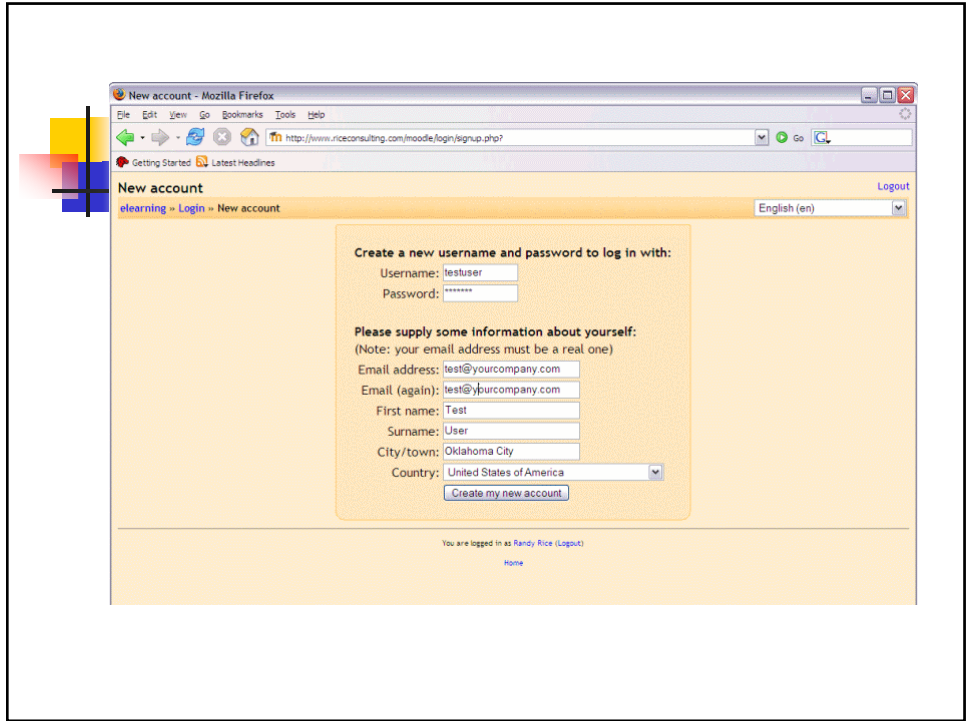 New account - Mozilla Firefox
File Edit View Go Bookmarks Tools Help
http://www.riceconsulting.com/moodle/login/signup.php? Go G
Getting Started Latest Headlines
New account Logout
elearning » Login » New account English (en)
Create a new username and password to log in with:
Username: testuser
Password: *******
Please supply some information about yourself:
(Note: your email address must be a real one)
Email address: test@yourcompany.com
Email (again): test@yourcompany.com
First name: Test
Surname: User
City/town: Oklahoma City
Country: United States of America
Create my new account
You are logged in as Randy Rice (Logout)
Home